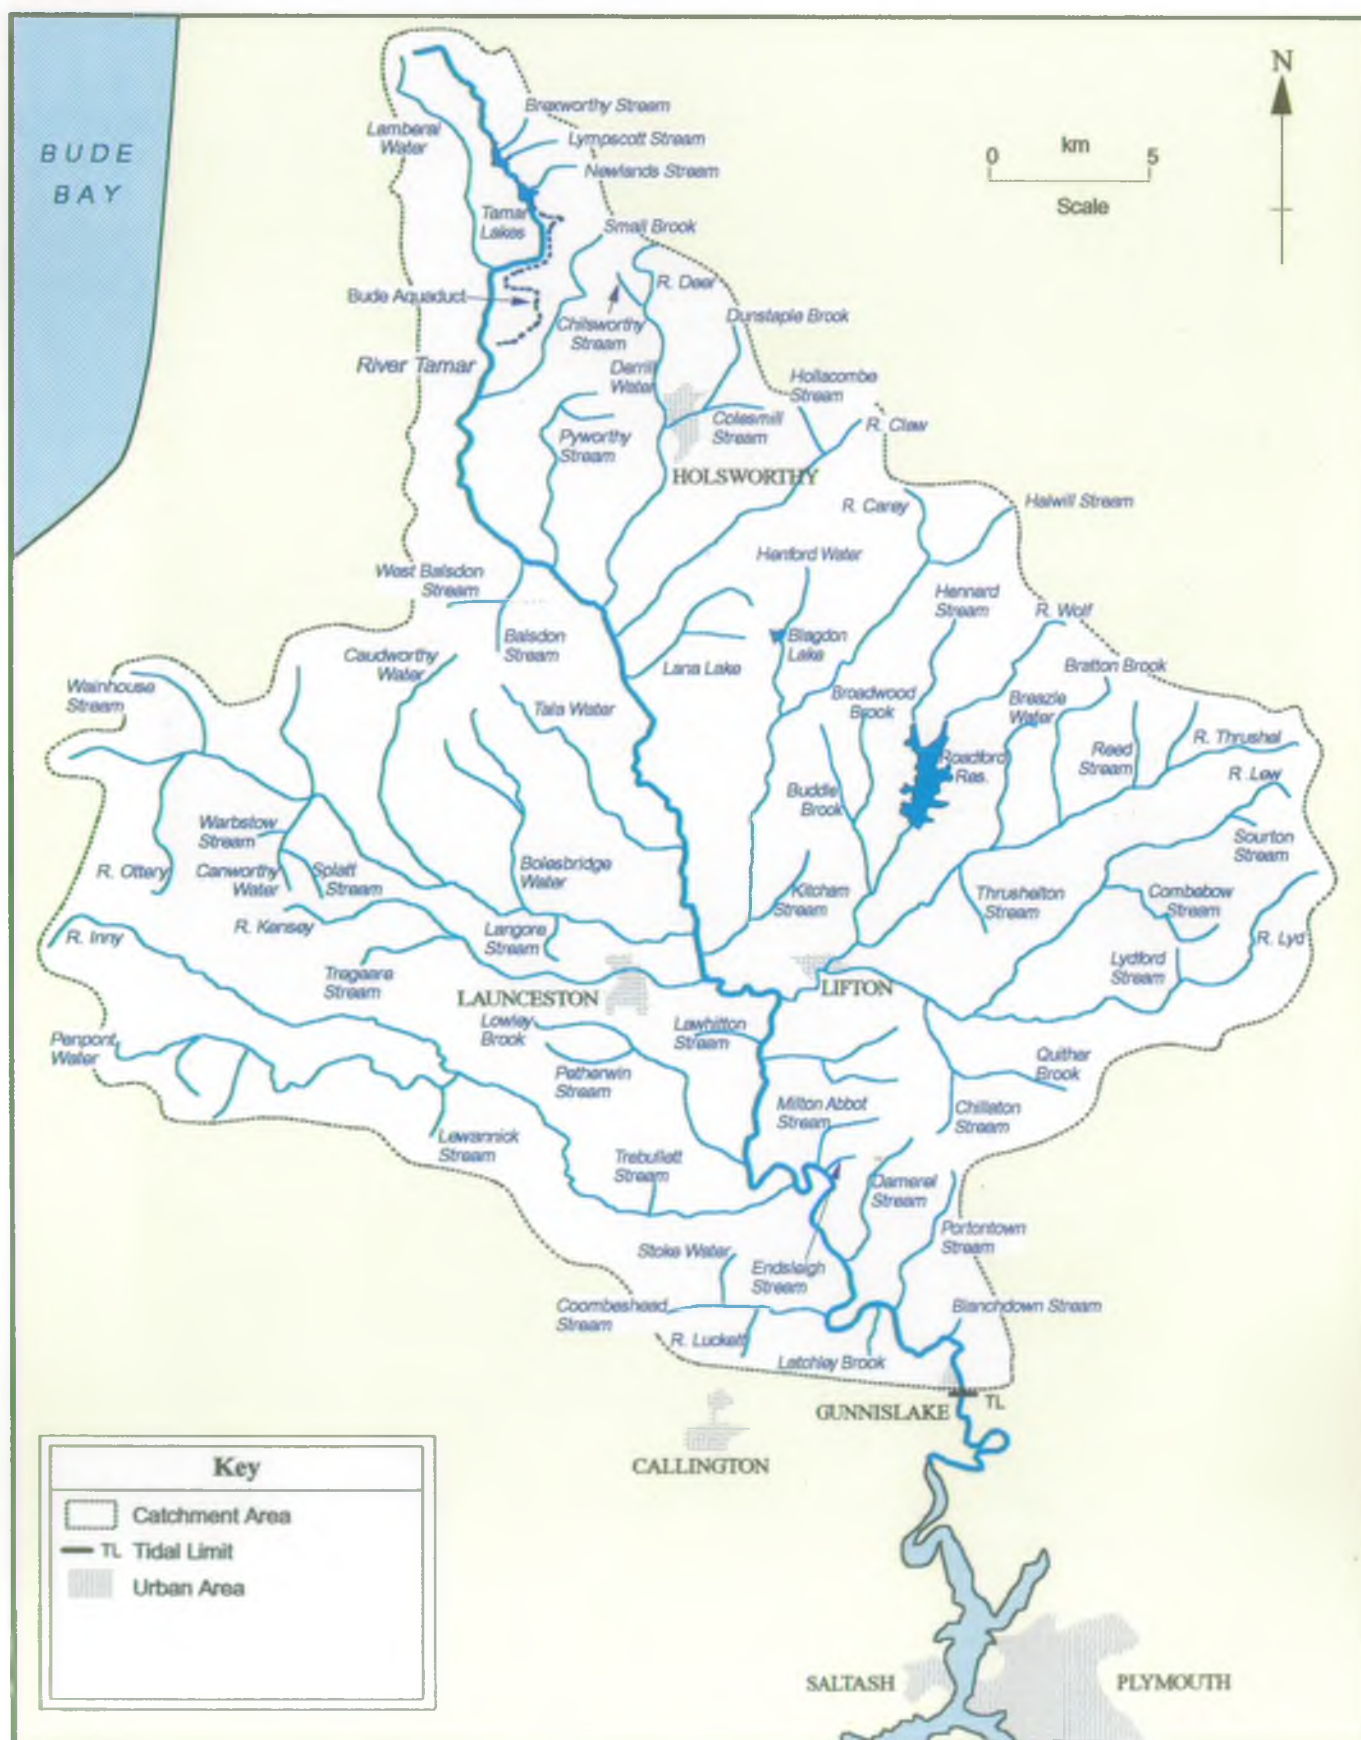 N
BUDE
BAY
0
km
5
Scale
Braxworthy Stream
Lamberal
Water
Lympscott Stream
Newlands Stream
Tamar
Lakes
Small Brook
R. Deer
Bude Aquaduct
Chilsworthy
Stream
Dunstaple Brook
River Tamar
Derrill
Water
Hollacombe
Stream
Pyworthy
Stream
Colesmill
Stream
R. Claw
HOLSWORTHY
R. Carey
Halwill Stream
Henford Water
West Balsdon
Stream
Hennard
Stream
R. Wolf
Balsdon
Stream
Blagdon
Lake
Caudworthy
Water
Lana Lake
Bratton Brook
Wainhouse
Stream
Broadwood
Brook
Breazle
Water
Tala Water
R. Thrushel
Reed
Stream
Roadford
Res.
R. Lew
Buddle
Brook
Warbstow
Stream
Sourton
Stream
R. Ottery
Canworthy
Water
Splatt
Stream
Bolesbridge
Water
Kitcham
Stream
Thrushelton
Stream
Combebow
Stream
R. Kensey
Langore
Stream
R. Inny
R. Lyd
Tregeare
Stream
Lydford
Stream
LAUNCESTON
LIFTON
Lowley
Brook
Lawhitton
Stream
Penpont
Water
Quither
Brook
Petherwin
Stream
Milton Abbot
Stream
Chillaton
Stream
Lewannick
Stream
Trebullett
Stream
Damerel
Stream
Portontown
Stream
Stoke Water
Endsleigh
Stream
Coombeshead
Stream
Blanchdown Stream
R. Luckett
Latchley Brook
TL
GUNNISLAKE
CALLINGTON
Key
Catchment Area
TL Tidal Limit
Urban Area
SALTASH
PLYMOUTH